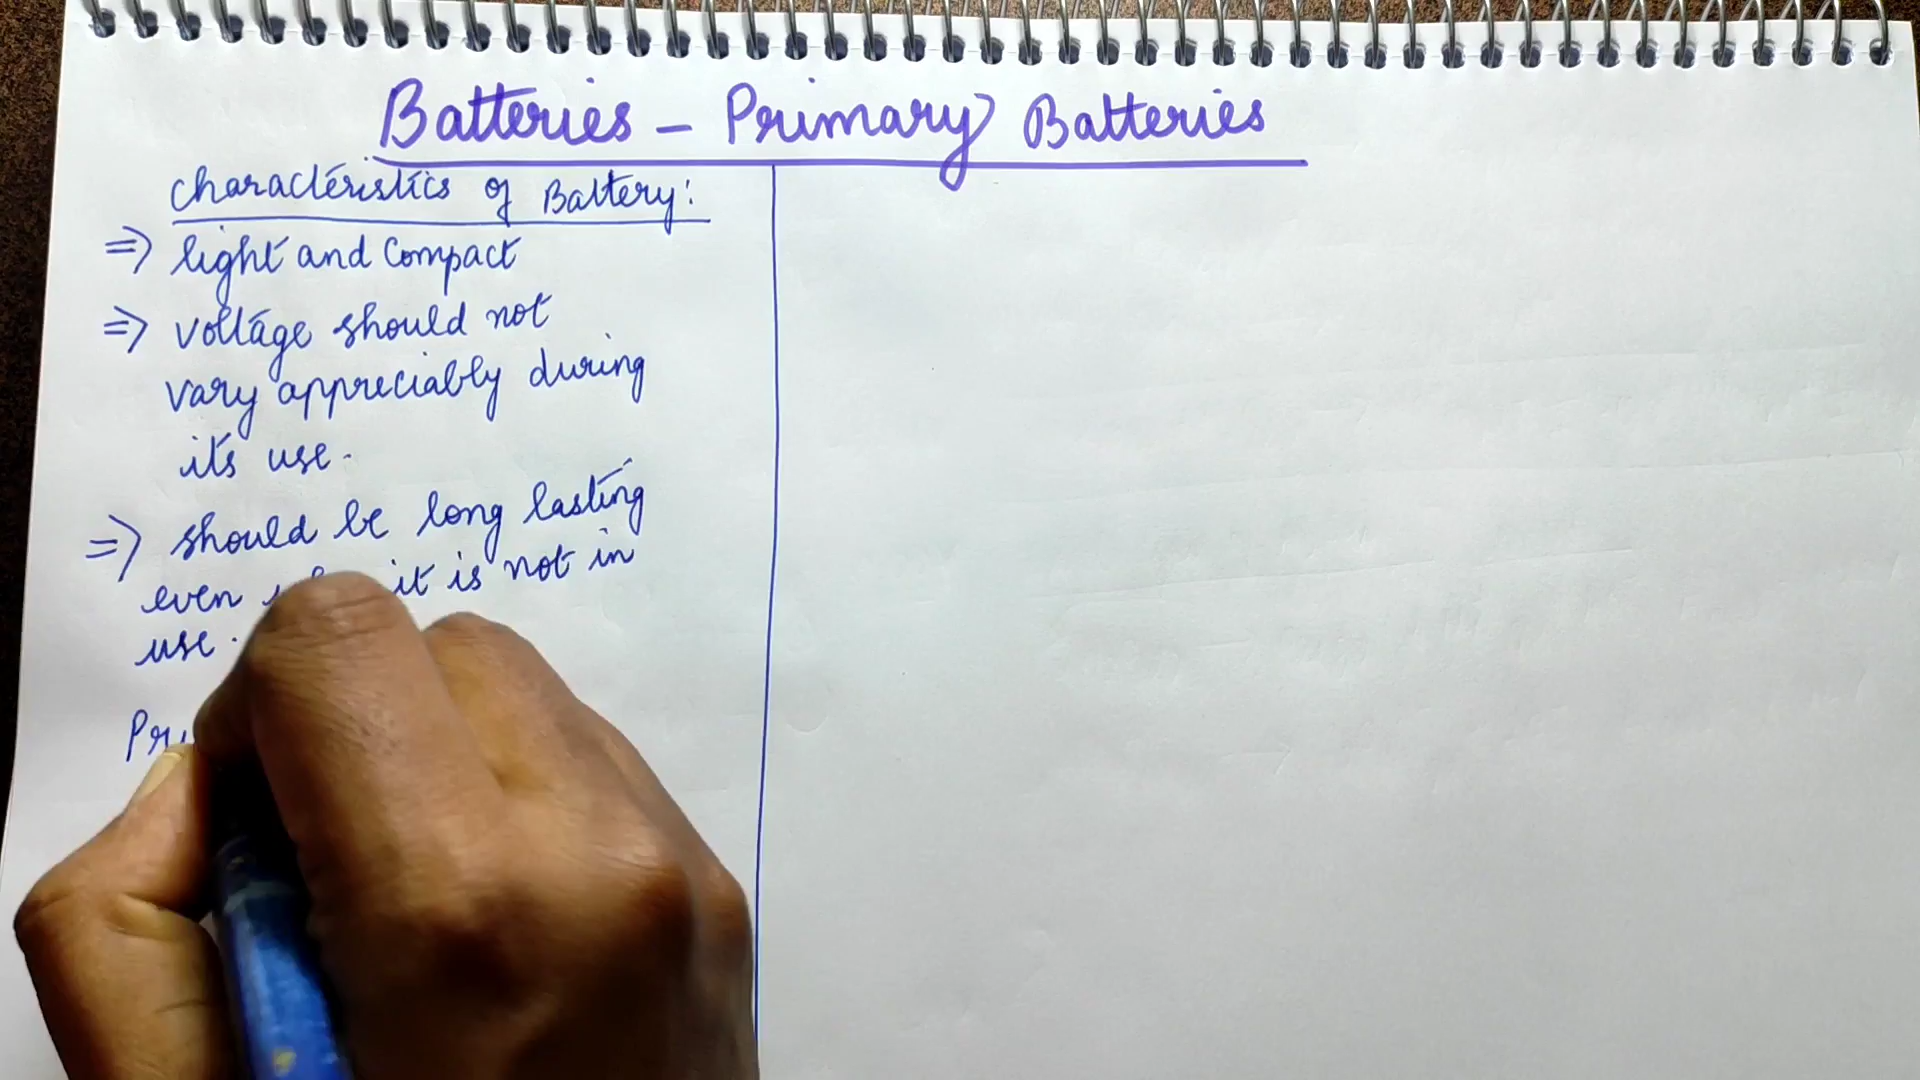 Batteries - Primary Batteries
Characteristics of Battery:
=> light and Compact
=> Voltage should not
vary appreciably during
its use.
=> should be long lasting
even it is not in
use.
Pri